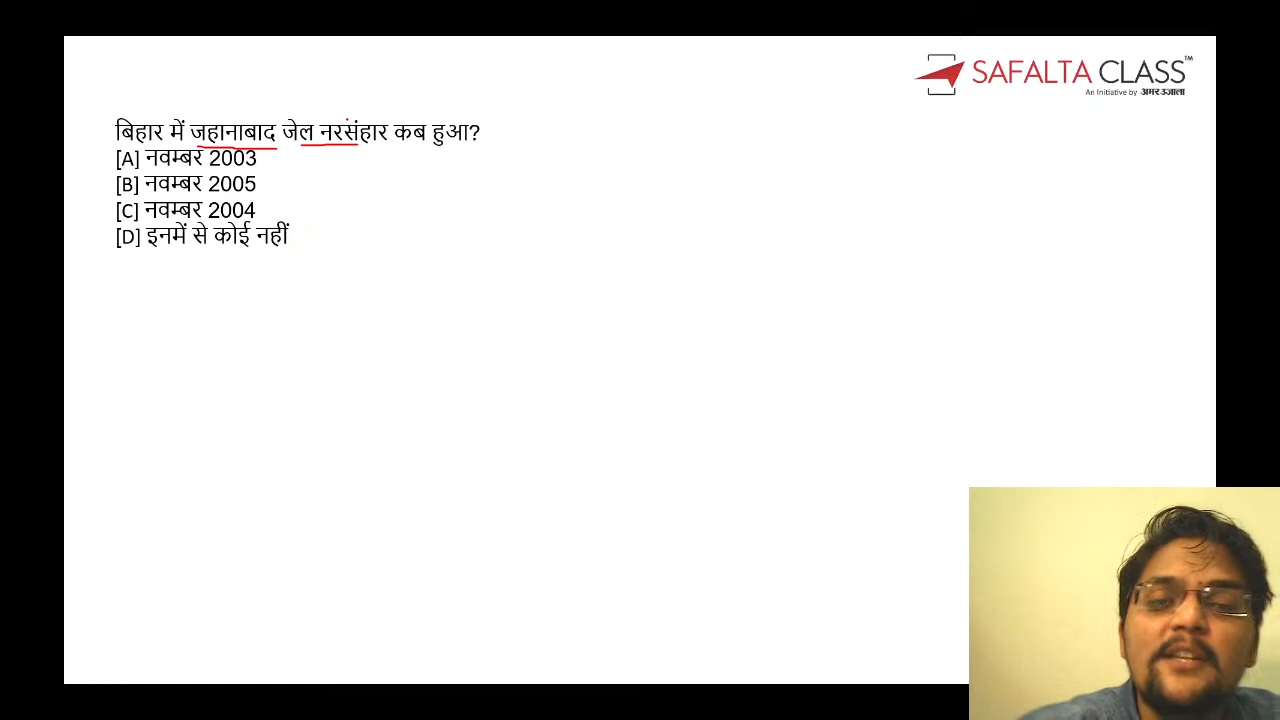 SAFALTA CLASS™
An Initiative by अमर उजाला
बिहार में जहानाबाद जेल नरसंहार कब हुआ?
[A] नवम्बर 2003
[B] नवम्बर 2005
[C] नवम्बर 2004
[D] इनमें से कोई नहीं